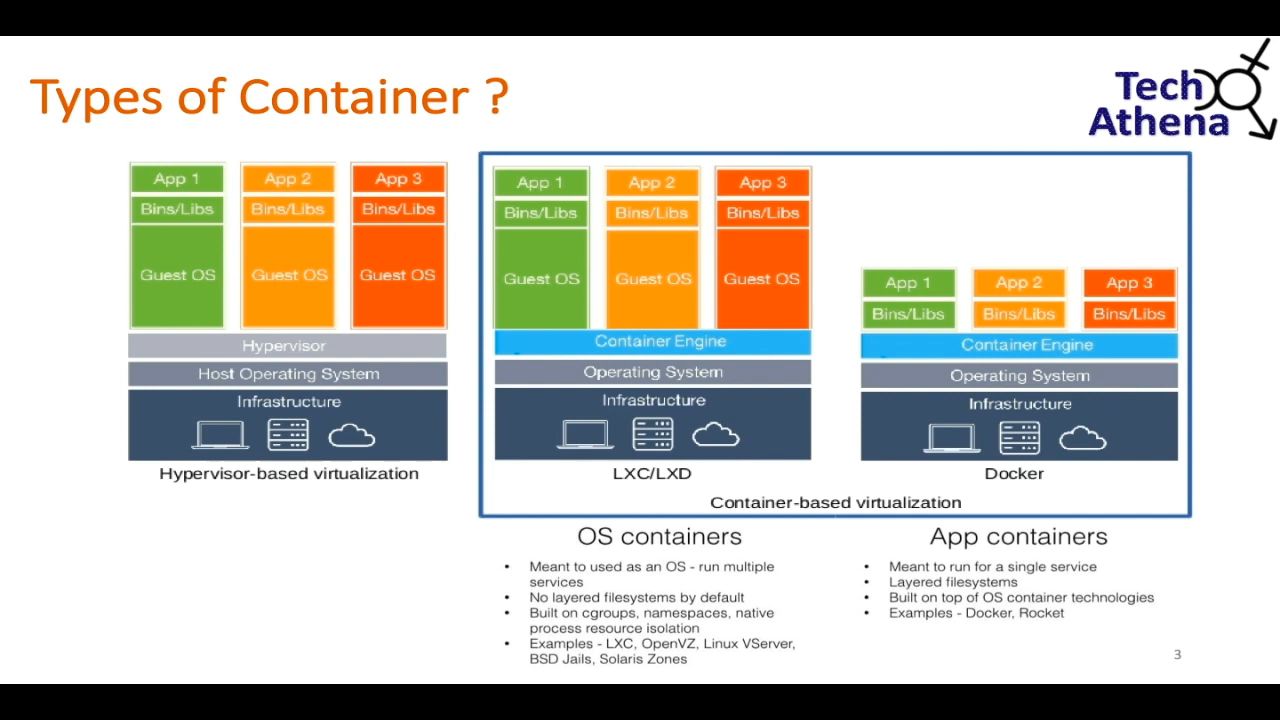 Types of Container ?
Tech
Athena
App 1
App 2
App 3
Bins/Libs
Bins/Libs
Bins/Libs
Guest OS
Guest OS
Guest OS
Hypervisor
Host Operating System
Infrastructure
Hypervisor-based virtualization
App 1
App 2
App 3
Bins/Libs
Bins/Libs
Bins/Libs
Guest OS
Guest OS
Guest OS
Container Engine
Operating System
Infrastructure
LXC/LXD
App 1
App 2
App 3
Bins/Libs
Bins/Libs
Bins/Libs
Container Engine
Operating System
Infrastructure
Docker
Container-based virtualization
OS containers
• Meant to used as an OS - run multiple
services
• No layered filesystems by default
• Built on cgroups, namespaces, native
process resource isolation
• Examples - LXC, OpenVZ, Linux VServer,
BSD Jails, Solaris Zones
App containers
• Meant to run for a single service
• Layered filesystems
• Built on top of OS container technologies
• Examples - Docker, Rocket
3